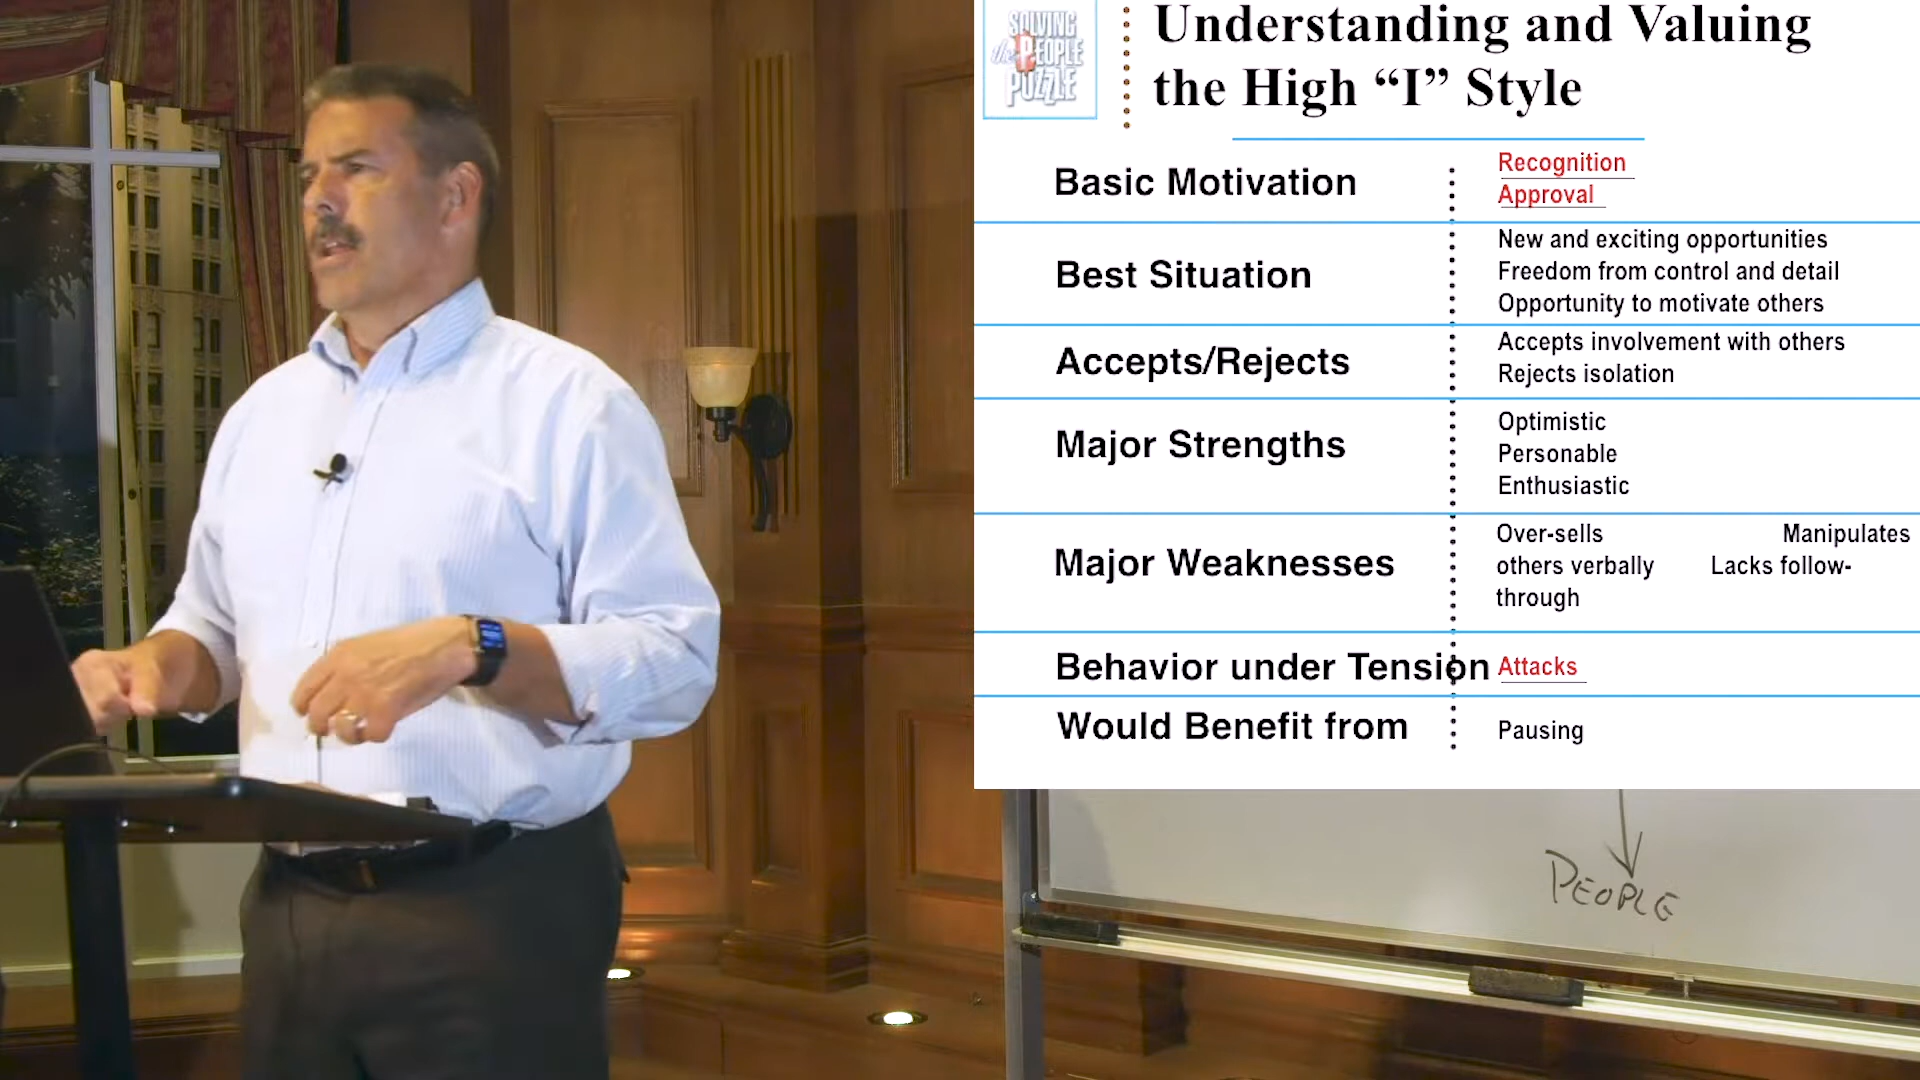 SOLVING
the PEOPLE
PUZZLE
Understanding and Valuing
the High “I” Style
Basic Motivation
Recognition
Approval
Best Situation
New and exciting opportunities
Freedom from control and detail
Opportunity to motivate others
Accepts/Rejects
Accepts involvement with others
Rejects isolation
Major Strengths
Optimistic
Personable
Enthusiastic
Major Weaknesses
Over-sells Manipulates
others verbally Lacks follow-
through
Behavior under Tension
Attacks
Would Benefit from
Pausing
PEOPLE